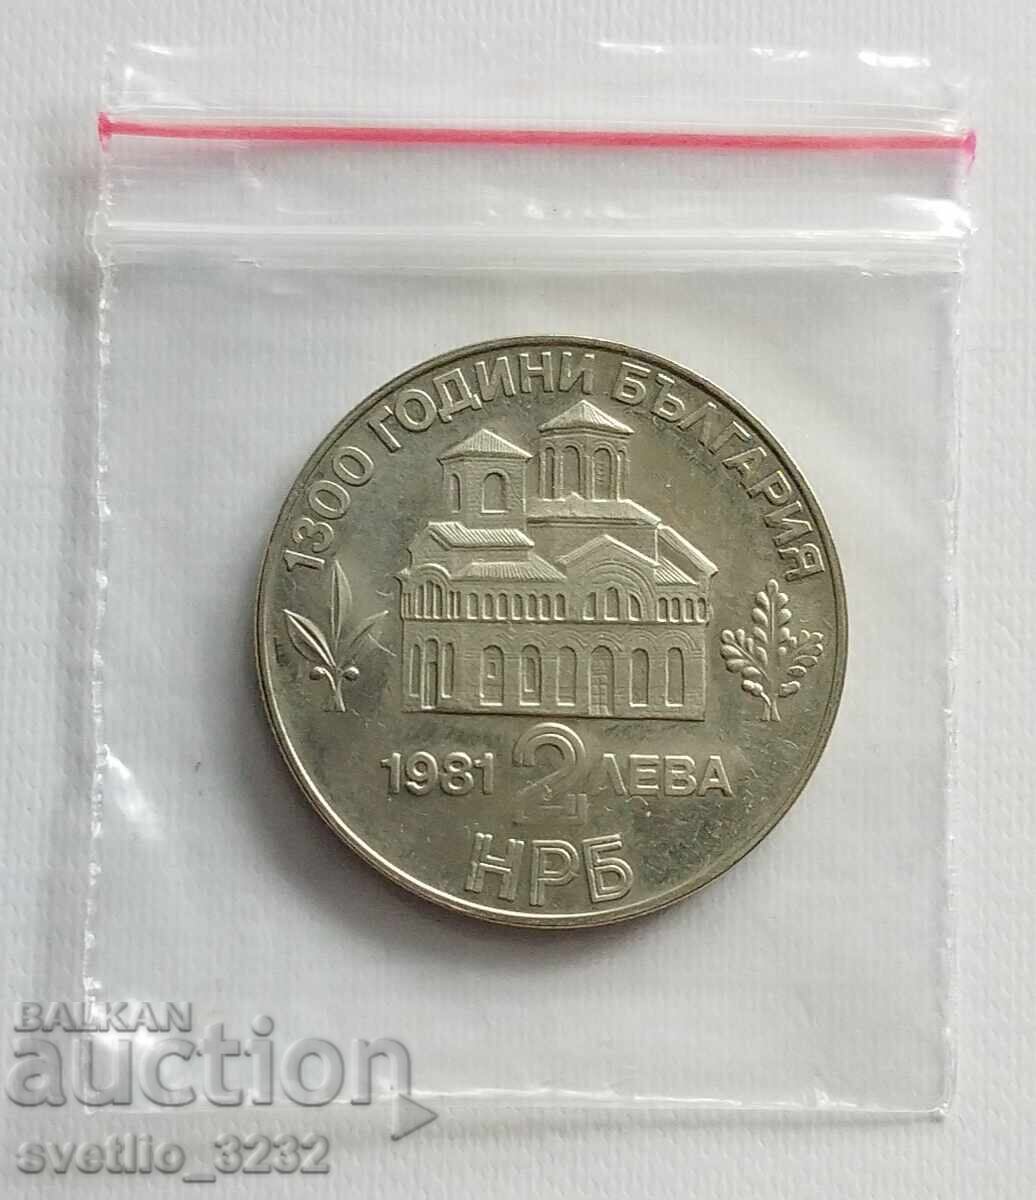 1300 ГОДИНИ БЪЛГАРИЯ
1981 2 ЛЕВА
НРБ
BALKAN
auction
svetlio_3232